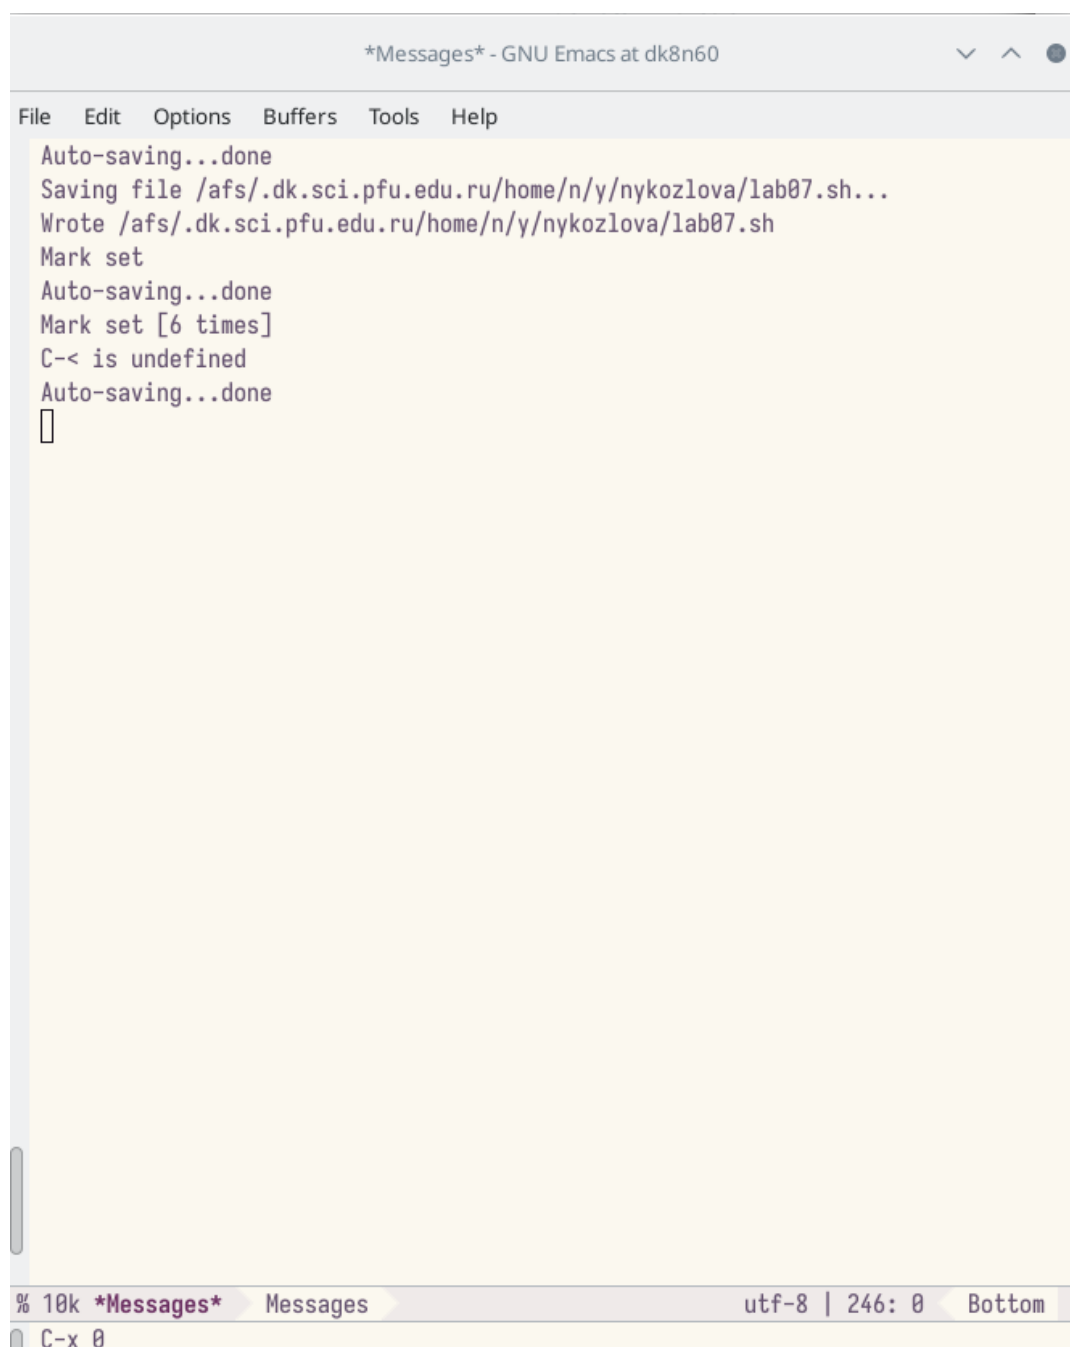 *Messages* - GNU Emacs at dk8n60
File Edit Options Buffers Tools Help
Auto-saving...done
Saving file /afs/.dk.sci.pfu.edu.ru/home/n/y/nykozlova/lab07.sh...
Wrote /afs/.dk.sci.pfu.edu.ru/home/n/y/nykozlova/lab07.sh
Mark set
Auto-saving...done
Mark set [6 times]
C-< is undefined
Auto-saving...done
% 10k *Messages* Messages utf-8 | 246: 0 Bottom
C-x 0